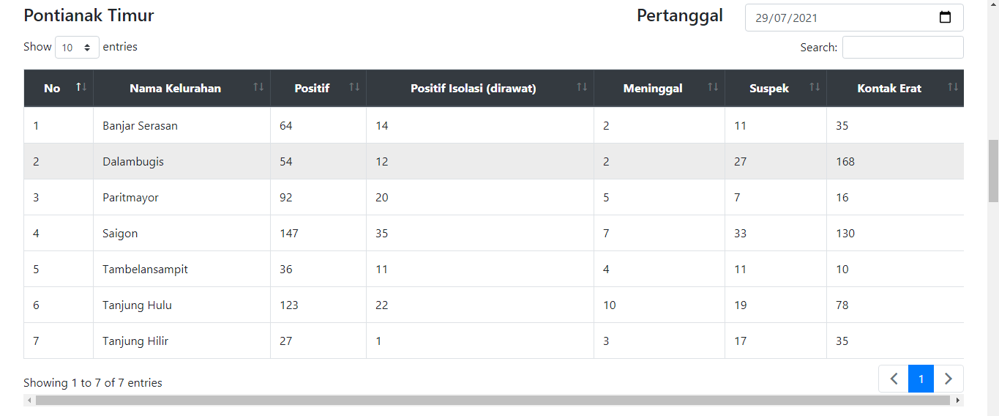 Pontianak Timur Pertanggal 29/07/2021
Show 10 entries Search:
No Nama Kelurahan Positif Positif Isolasi (dirawat) Meninggal Suspek Kontak Erat
1 Banjar Serasan 64 14 2 11 35
2 Dalambugis 54 12 2 27 168
3 Paritmayor 92 20 5 7 16
4 Saigon 147 35 7 33 130
5 Tambelansampit 36 11 4 11 10
6 Tanjung Hulu 123 22 10 19 78
7 Tanjung Hilir 27 1 3 17 35
Showing 1 to 7 of 7 entries 1